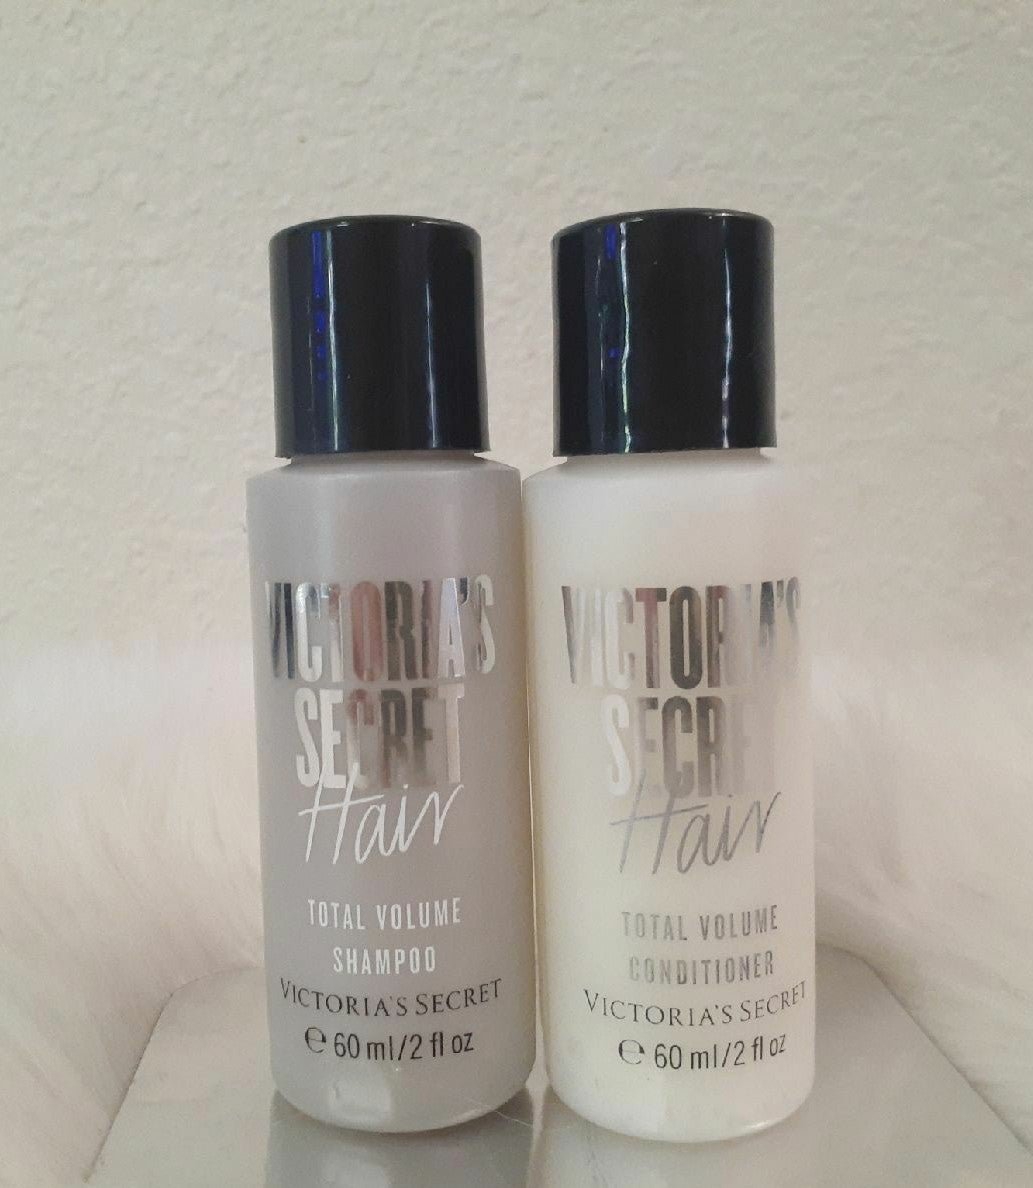 VICTORIA'S
SECRET
Hair
TOTAL VOLUME
SHAMPOO
VICTORIA'S SECRET
℮ 60 ml/2 fl oz
VICTORIA'S
SECRET
Hair
TOTAL VOLUME
CONDITIONER
VICTORIA'S SECRET
℮ 60 ml/2 fl oz